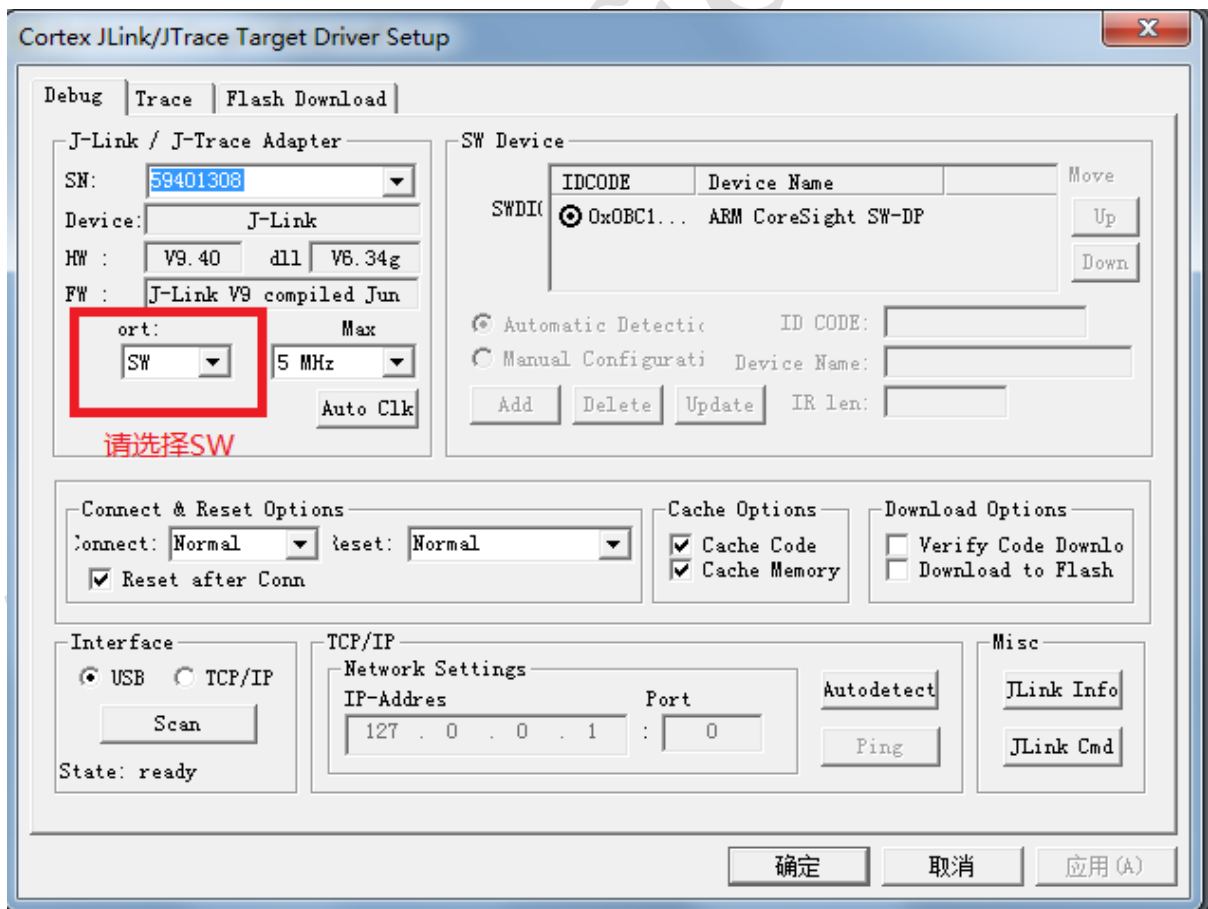 Cortex JLink/JTrace Target Driver Setup
Debug Trace Flash Download
J-Link / J-Trace Adapter
SN: 59401308
Device: J-Link
HW : V9.40 dll V6.34g
FW : J-Link V9 compiled Jun
ort: Max
SW 5 MHz
Auto Clk
请选择SW
SW Device
IDCODE Device Name
SWDI
0x0BC1... ARM CoreSight SW-DP
Move
Up
Down
Automatic Detectic ID CODE:
Manual Configurati Device Name:
Add Delete Update IR len:
Connect & Reset Options
onnect: Normal eset: Normal
Reset after Conn
Cache Options
Cache Code
Cache Memory
Download Options
Verify Code Downlo
Download to Flash
Interface
USB TCP/IP
Scan
State: ready
TCP/IP
Network Settings
IP-Addres Port
127 . 0 . 0 . 1 : 0
Autodetect
Ping
Misc
JLink Info
JLink Cmd
确定 取消 应用(A)